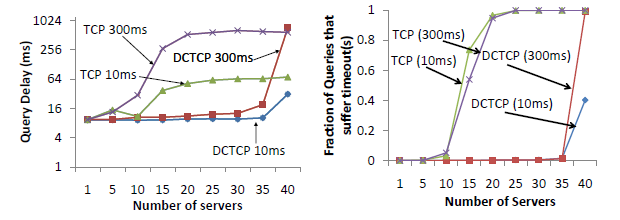 Query Delay (ms)
1024
256
64
16
4
1
TCP 300ms
DCTCP 300ms
TCP 10ms
DCTCP 10ms
1 5 10 15 20 25 30 35 40
Number of servers
Fraction of Queries that
suffer timeout(s)
1
0.8
0.6
0.4
0.2
0
TCP (300ms)
TCP (10ms)
DCTCP (300ms)
DCTCP (10ms)
1 5 10 15 20 25 30 35 40
Number of Servers